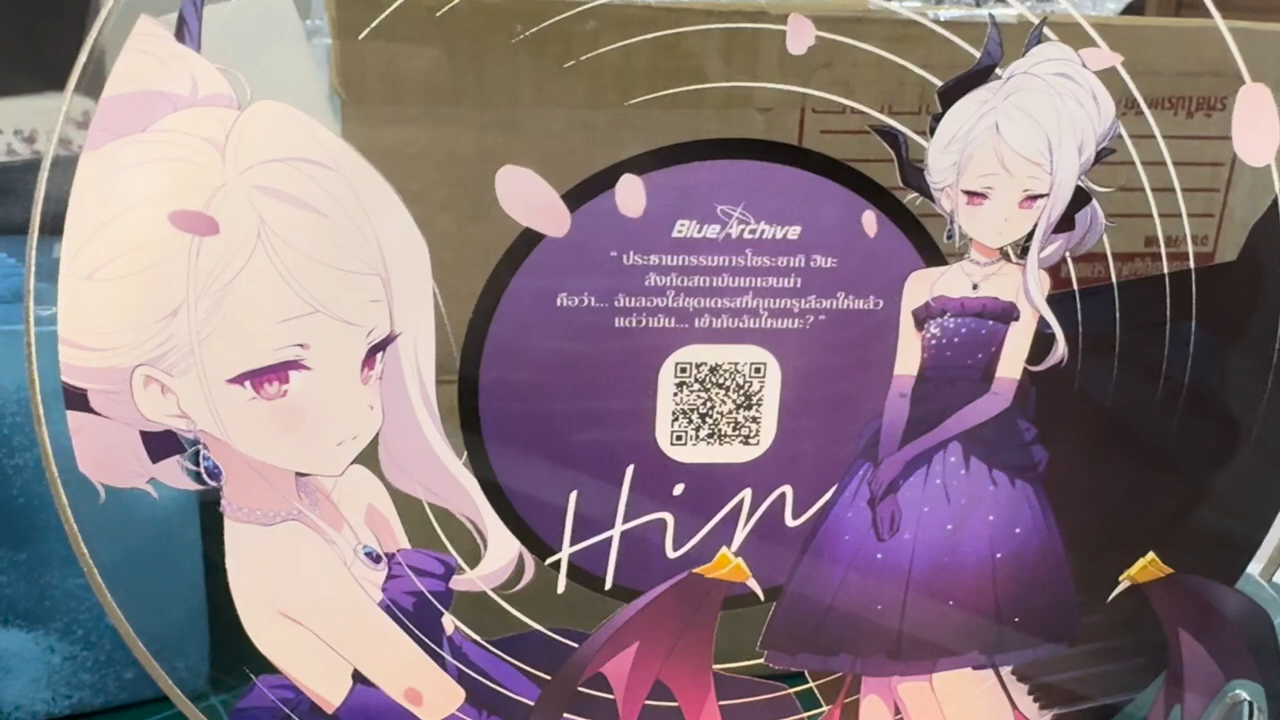 Blue Archive
“ ประธานกรรมการโซระซากิ ฮินะ
สังกัดสถาบันเกเฮนน่า
คือว่า... ฉันลองใส่ชุดเดรสที่คุณครูเลือกให้แล้ว
แต่ว่ามัน... เข้ากับฉันไหมนะ? ”
Hin